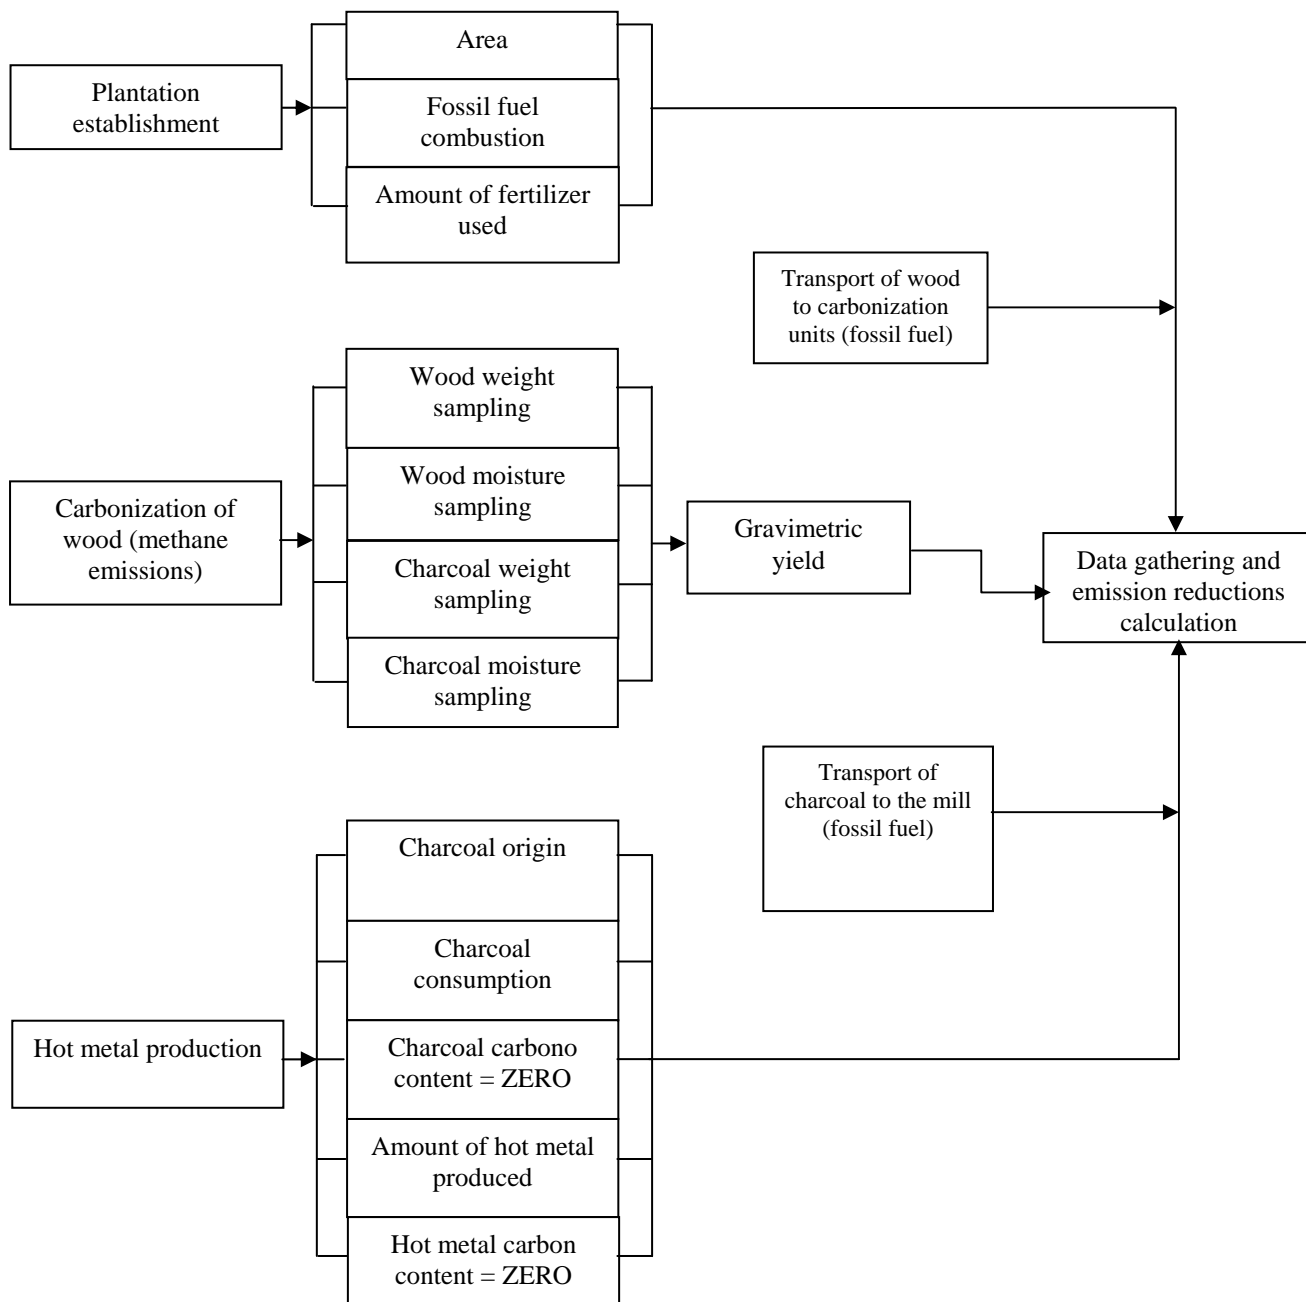 Area
Plantation
establishment
Fossil fuel
combustion
Amount of fertilizer
used
Transport of wood
to carbonization
units (fossil fuel)
Wood weight
sampling
Wood moisture
sampling
Carbonization of
wood (methane
emissions)
Charcoal weight
sampling
Charcoal moisture
sampling
Gravimetric
yield
Data gathering and
emission reductions
calculation
Transport of
charcoal to the mill
(fossil fuel)
Charcoal origin
Charcoal
consumption
Hot metal production
Charcoal carbono
content = ZERO
Amount of hot metal
produced
Hot metal carbon
content = ZERO